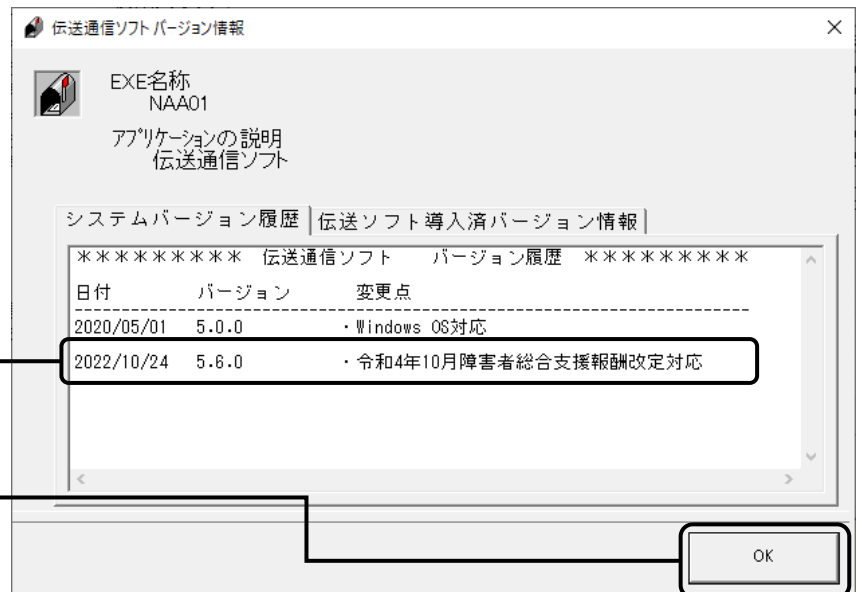 伝送通信ソフト バージョン情報
EXE名称
NAA01
アプリケーションの説明
伝送通信ソフト
システムバージョン履歴 伝送ソフト導入済バージョン情報
********* 伝送通信ソフト バージョン履歴 *********
日付 バージョン 変更点
--------------------------------------------------------------------------
2020/05/01 5.0.0 ・Windows OS対応
2022/10/24 5.6.0 ・令和4年10月障害者総合支援報酬改定対応
OK